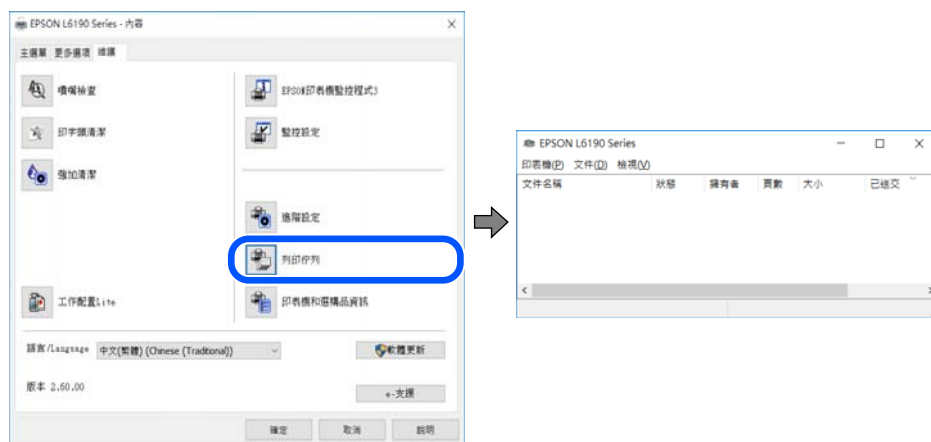 EPSON L6190 Series - 內容
主選單 更多選項 維護
噴嘴檢查
EPSON印表機監控程式3
印字頭清潔
監控設定
強加清潔
進階設定
列印佇列
工作配置Lite
印表機和選購品資訊
語言/Language 中文(繁體) (Chinese (Traditional))
軟體更新
版本 2.60.00
e-支援
確定 取消 說明
EPSON L6190 Series
印表機(P) 文件(D) 檢視(V)
文件名稱 狀態 擁有者 頁數 大小 已送交